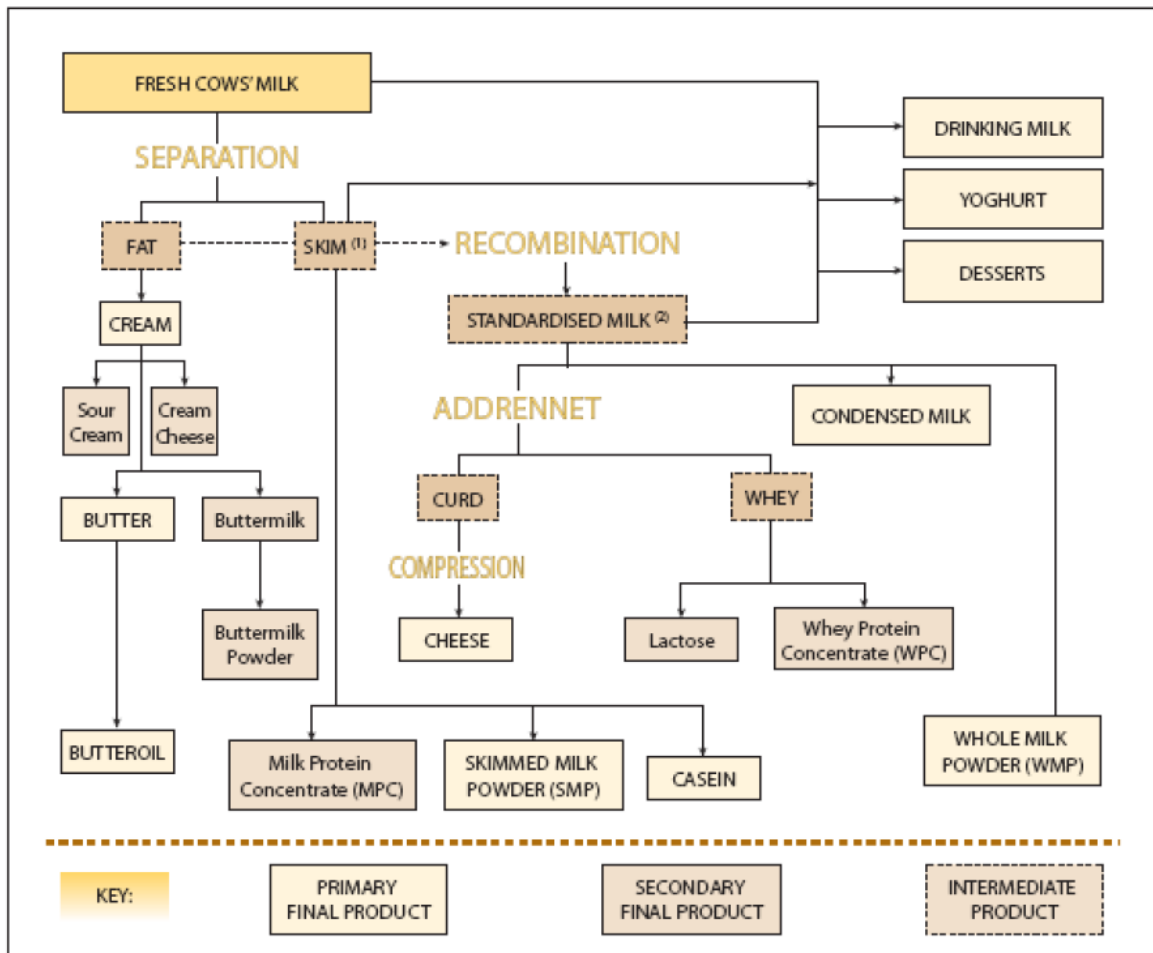 FRESH COWS' MILK
SEPARATION
DRINKING MILK
YOGHURT
FAT
SKIM (1)
RECOMBINATION
DESSERTS
CREAM
STANDARDISED MILK (2)
Sour
Cream
Cream
Cheese
ADDRENNET
CONDENSED MILK
CURD
WHEY
BUTTER
Buttermilk
COMPRESSION
Buttermilk
Powder
CHEESE
Lactose
Whey Protein
Concentrate (WPC)
BUTTEROIL
Milk Protein
Concentrate (MPC)
SKIMMED MILK
POWDER (SMP)
CASEIN
WHOLE MILK
POWDER (WMP)
KEY:
PRIMARY
FINAL PRODUCT
SECONDARY
FINAL PRODUCT
INTERMEDIATE
PRODUCT